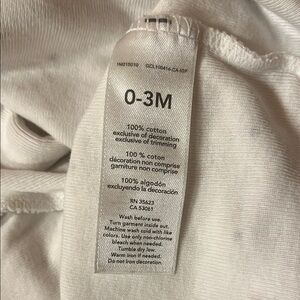 0-3M
100% cotton
exclusive of decoration
exclusive of trimming
100 % coton
décoration non comprise
garniture non comprise
100% algodón
excluyendo la decoración
RN 35623
CA 53061
Wash before use.
Turn garment inside out.
Machine wash cold with like
colors. Use only non-chlorine
bleach when needed.
Tumble dry low.
Warm iron if needed.
Do not iron decoration.